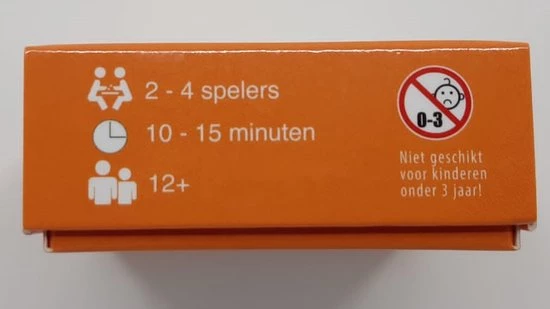 2 - 4 spelers
10 - 15 minuten
12+
0-3
Niet geschikt
voor kinderen
onder 3 jaar!